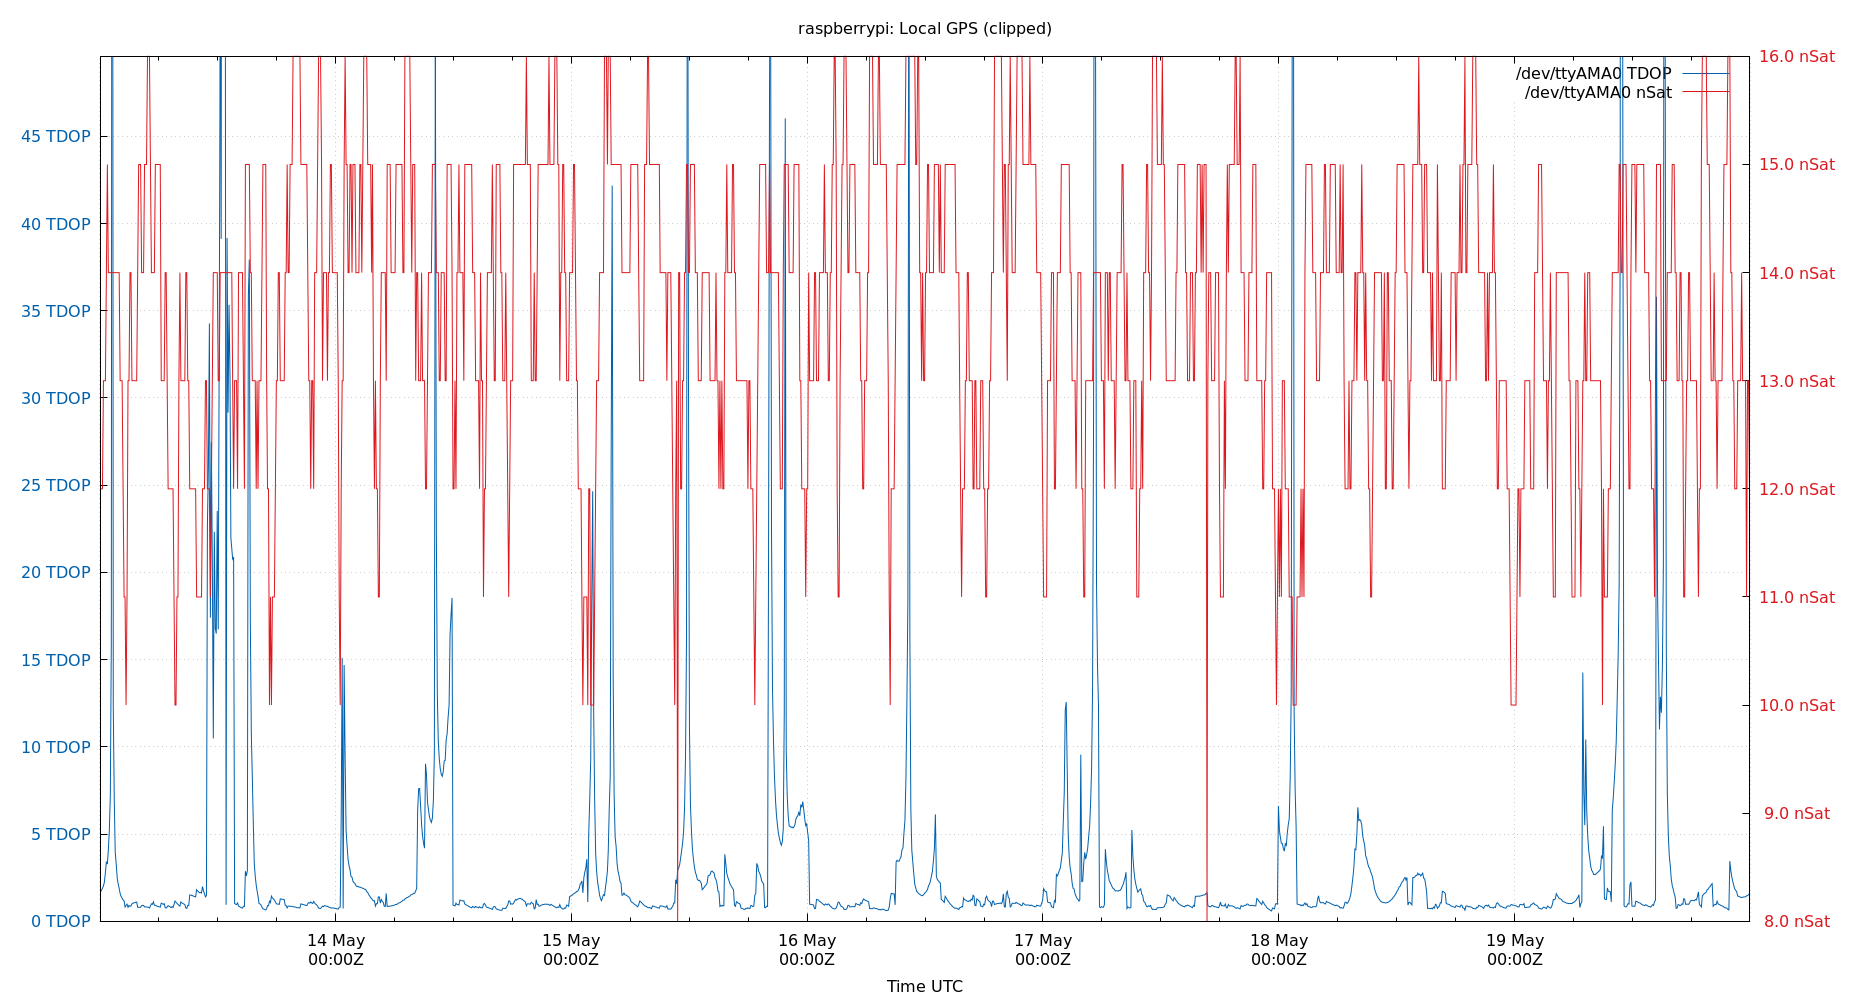 raspberrypi: Local GPS (clipped)
/dev/ttyAMA0 TDOP
/dev/ttyAMA0 nSat
45 TDOP
40 TDOP
35 TDOP
30 TDOP
25 TDOP
20 TDOP
15 TDOP
10 TDOP
5 TDOP
0 TDOP
16.0 nSat
15.0 nSat
14.0 nSat
13.0 nSat
12.0 nSat
11.0 nSat
10.0 nSat
9.0 nSat
8.0 nSat
14 May
00:00Z
15 May
00:00Z
16 May
00:00Z
17 May
00:00Z
18 May
00:00Z
19 May
00:00Z
Time UTC